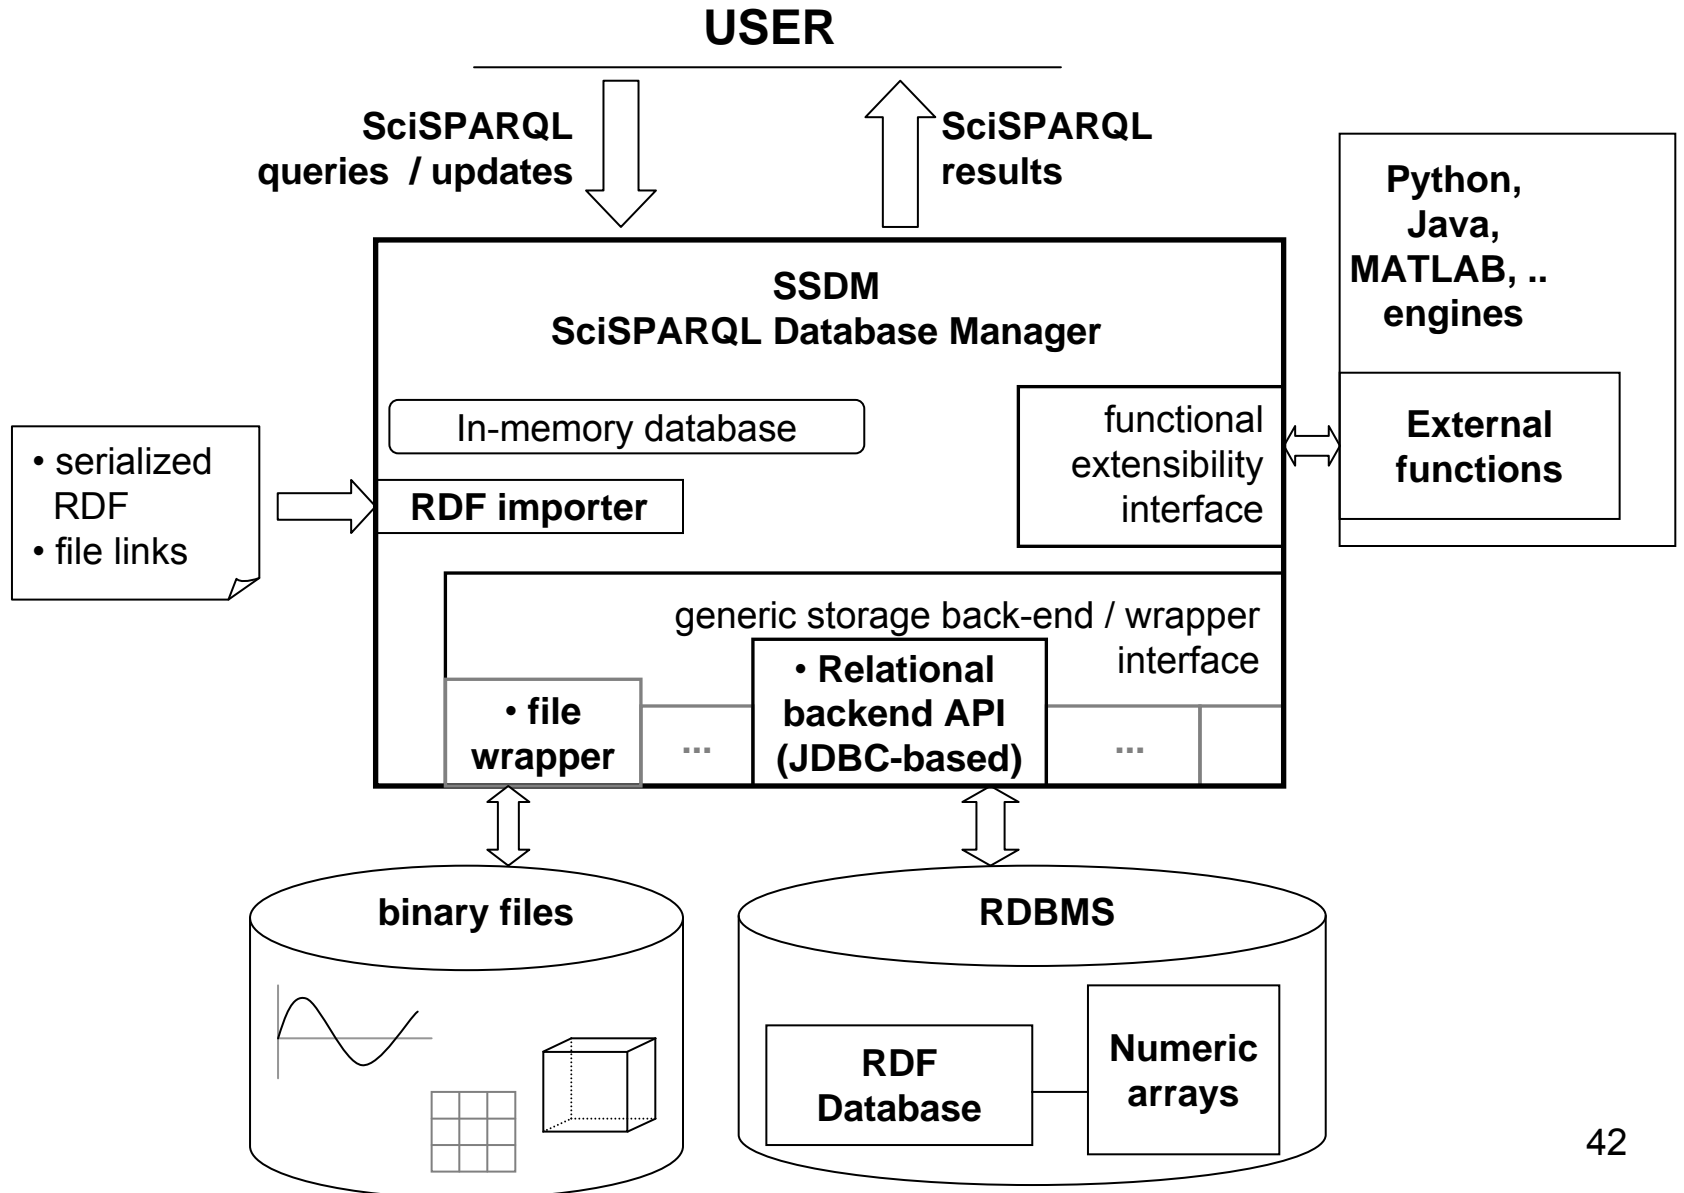 USER
SciSPARQL
queries / updates
SciSPARQL
results
Python,
Java,
MATLAB, ..
engines
External
functions
SSDM
SciSPARQL Database Manager
In-memory database
functional
extensibility
interface
• serialized
RDF
• file links
RDF importer
generic storage back-end / wrapper
interface
• file
wrapper
...
• Relational
backend API
(JDBC-based)
...
binary files
RDBMS
RDF
Database
Numeric
arrays
42